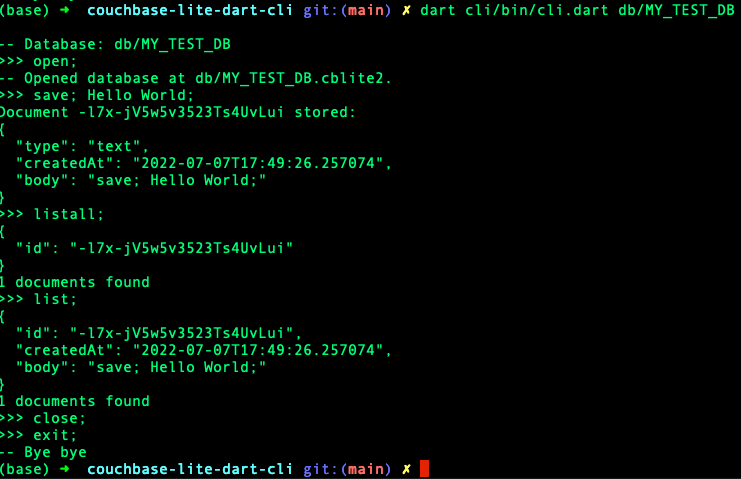 (base) ➜  couchbase-lite-dart-cli git:(main) ✗ dart cli/bin/cli.dart db/MY_TEST_DB
-- Database: db/MY_TEST_DB
>>> open;
-- Opened database at db/MY_TEST_DB.cblite2.
>>> save; Hello World;
Document -l7x-jV5w5v3523Ts4UvLui stored:
{
  "type": "text",
  "createdAt": "2022-07-07T17:49:26.257074",
  "body": "save; Hello World;"
}
>>> listall;
{
  "id": "-l7x-jV5w5v3523Ts4UvLui"
}
1 documents found
>>> list;
{
  "id": "-l7x-jV5w5v3523Ts4UvLui",
  "createdAt": "2022-07-07T17:49:26.257074",
  "body": "save; Hello World;"
}
1 documents found
>>> close;
>>> exit;
-- Bye bye
(base) ➜  couchbase-lite-dart-cli git:(main) ✗